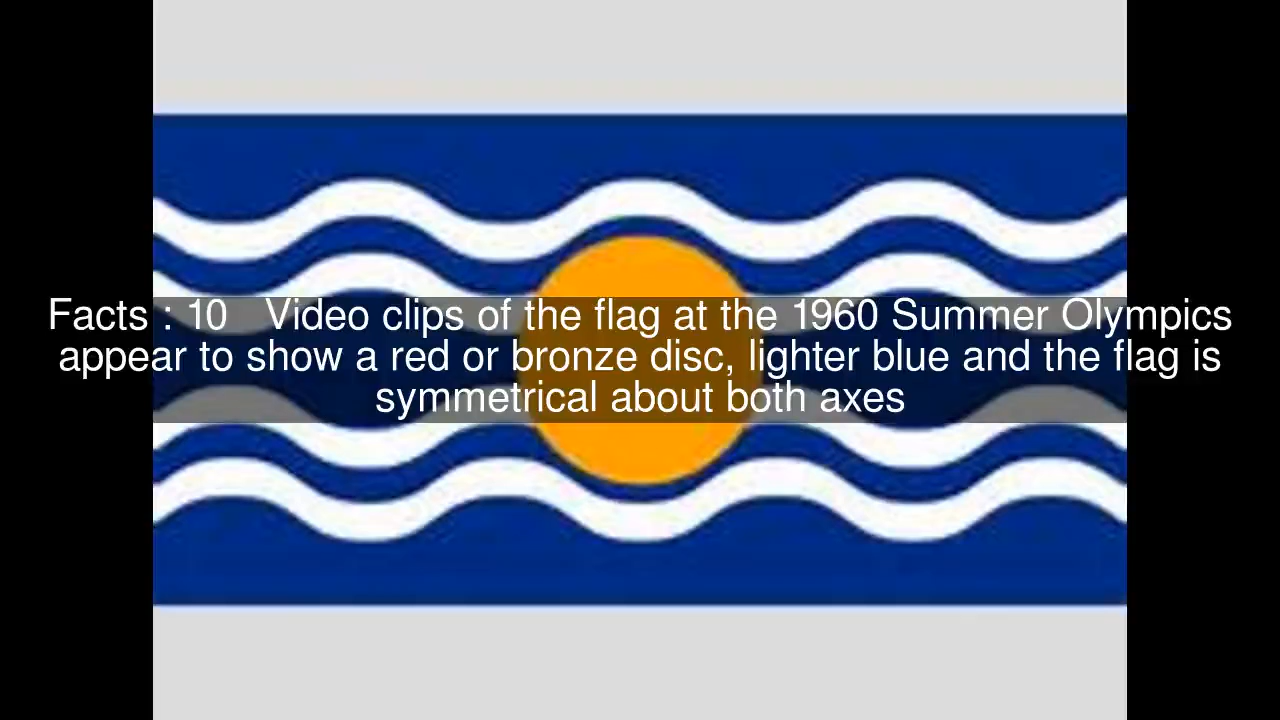 Facts : 10 Video clips of the flag at the 1960 Summer Olympics
appear to show a red or bronze disc, lighter blue and the flag is
symmetrical about both axes